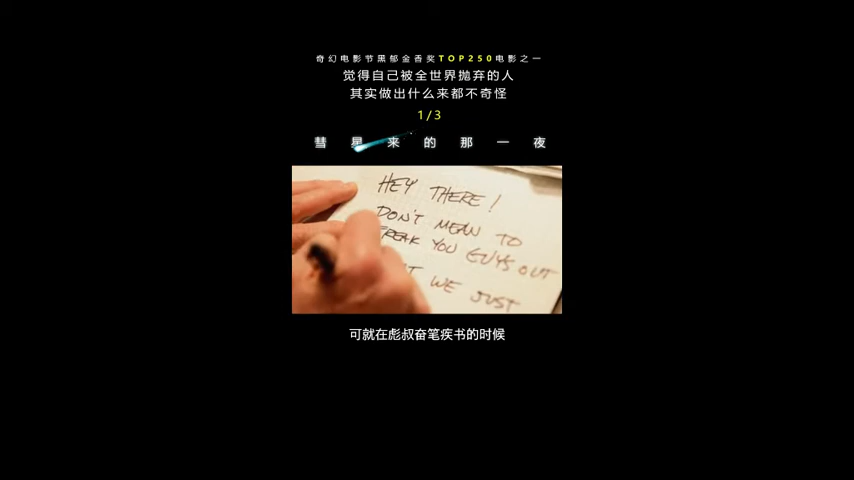 奇幻电影节黑郁金香奖TOP250电影之一
觉得自己被全世界抛弃的人
其实做出什么来都不奇怪
1/3
彗星来的那一夜
HEY THERE!
DON'T MEAN TO
FREAK YOU GUYS OUT
WE JUST
可就在彪叔奋笔疾书的时候